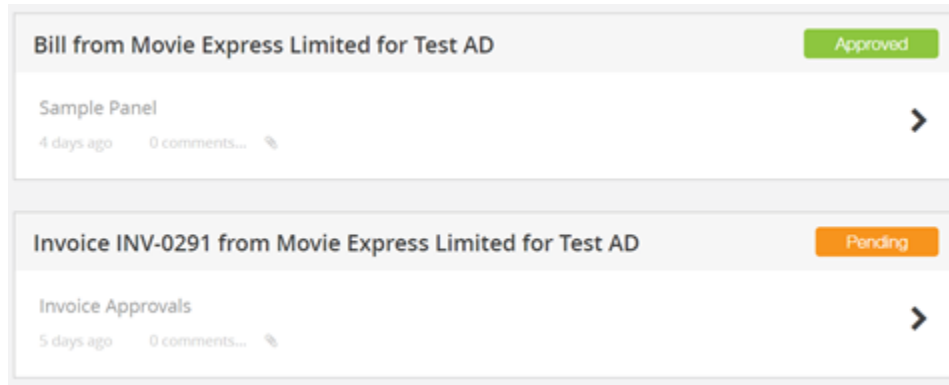 Bill from Movie Express Limited for Test AD Approved
Sample Panel
4 days ago 0 comments...
Invoice INV-0291 from Movie Express Limited for Test AD Pending
Invoice Approvals
5 days ago 0 comments...